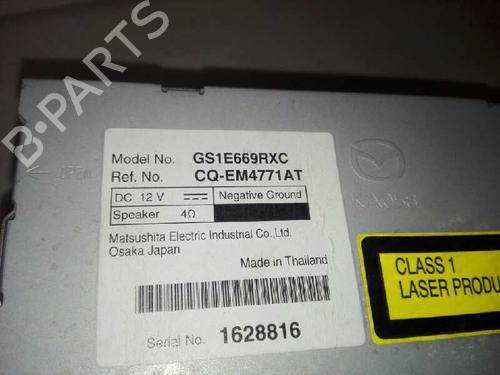 B-PARTS
Model No. GS1E669RXC
Ref. No. CQ-EM4771AT
DC 12 V Negative Ground
Speaker 4Ω
Matsushita Electric Industrial Co.,Ltd.
Osaka Japan
Made in Thailand
Serial No. 1628816
CLASS 1
LASER PRODU